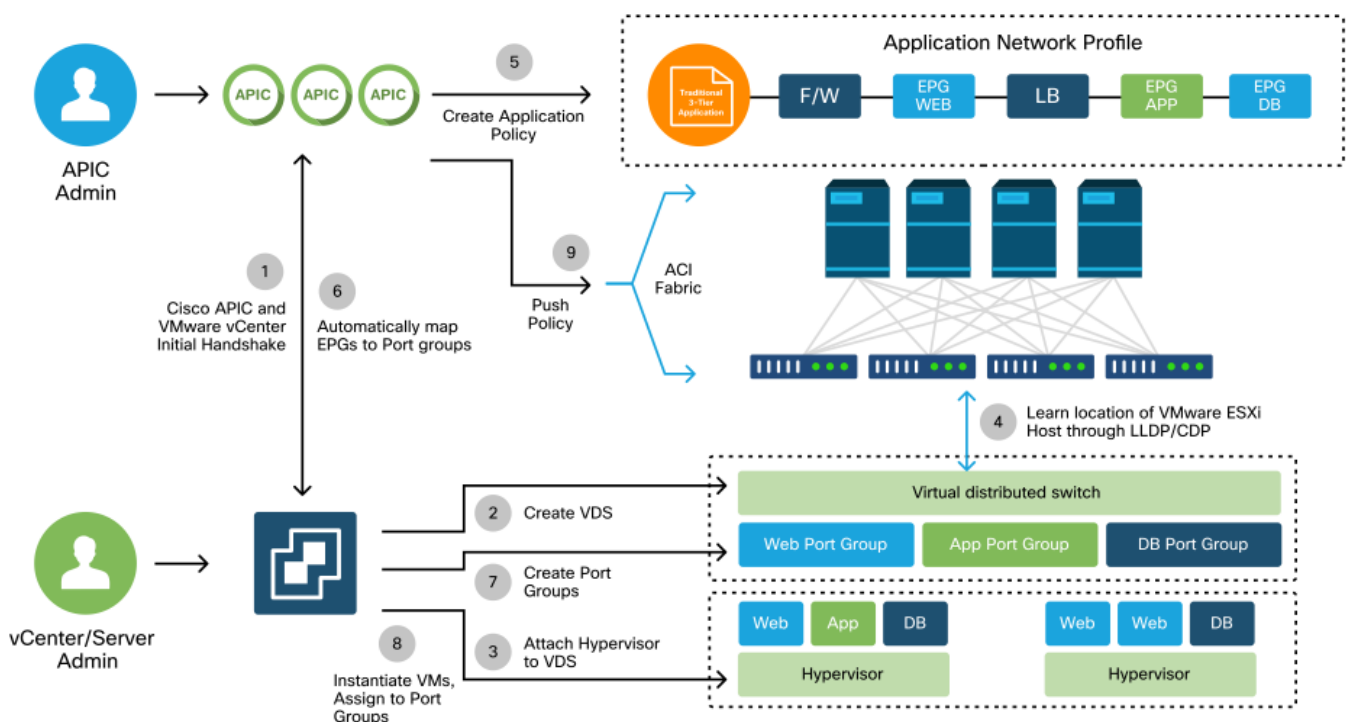 Application Network Profile
APIC
Admin
APIC
APIC
APIC
5
Create Application
Policy
Traditional
3-Tier
Application
F/W
EPG
WEB
LB
EPG
APP
EPG
DB
1
Cisco APIC and
VMware vCenter
Initial Handshake
6
Automatically map
EPGs to Port groups
9
Push
Policy
ACI
Fabric
4
Learn location of VMware ESXi
Host through LLDP/CDP
vCenter/Server
Admin
2
Create VDS
7
Create Port
Groups
8
Instantiate VMs,
Assign to Port
Groups
3
Attach Hypervisor
to VDS
Virtual distributed switch
Web Port Group
App Port Group
DB Port Group
Web
App
DB
Hypervisor
Web
Web
DB
Hypervisor